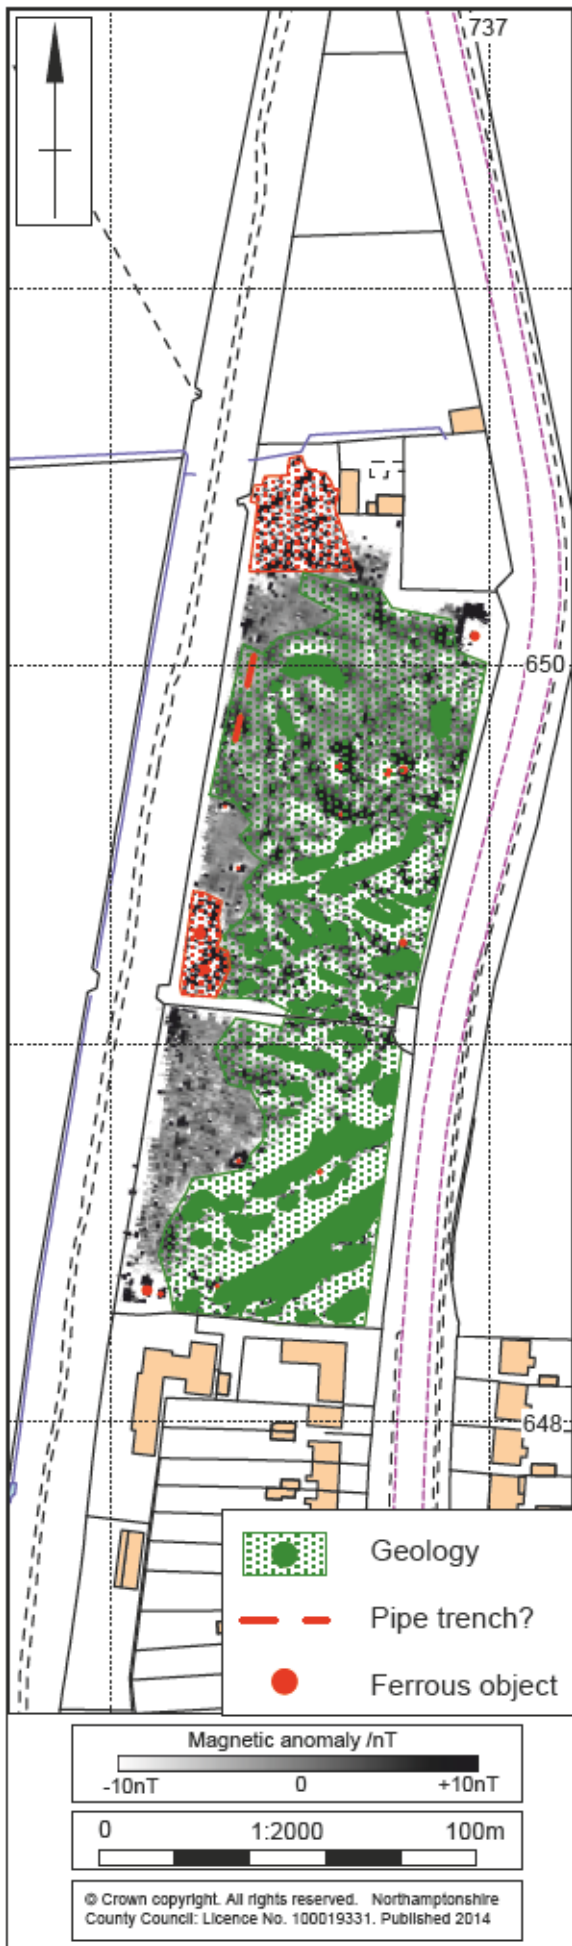 737
650
648
Geology
Pipe trench?
Ferrous object
Magnetic anomaly /nT
-10nT 0 +10nT
0 1:2000 100m
© Crown copyright. All rights reserved. Northamptonshire
County Council: Licence No. 100019331. Published 2014